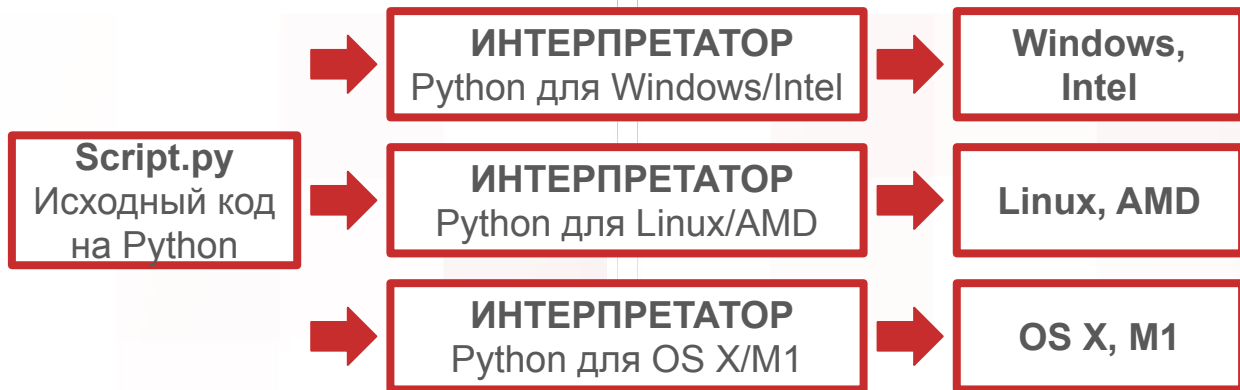 ИНТЕРПРЕТАТОР
Python для Windows/Intel
Windows,
Intel
Script.py
Исходный код
на Python
ИНТЕРПРЕТАТОР
Python для Linux/AMD
Linux, AMD
ИНТЕРПРЕТАТОР
Python для OS X/M1
OS X, M1